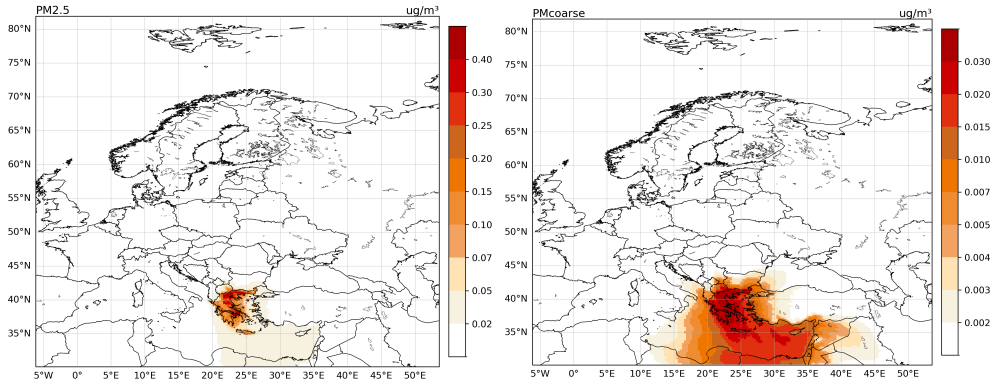 PM2.5 ug/m³
80°N
75°N
70°N
65°N
60°N
55°N
50°N
45°N
40°N
35°N
5°W 0° 5°E 10°E 15°E 20°E 25°E 30°E 35°E 40°E 45°E 50°E
0.40
0.30
0.25
0.20
0.15
0.10
0.07
0.05
0.02
PMcoarse ug/m³
80°N
75°N
70°N
65°N
60°N
55°N
50°N
45°N
40°N
35°N
5°W 0° 5°E 10°E 15°E 20°E 25°E 30°E 35°E 40°E 45°E 50°E
0.030
0.020
0.015
0.010
0.007
0.005
0.004
0.003
0.002